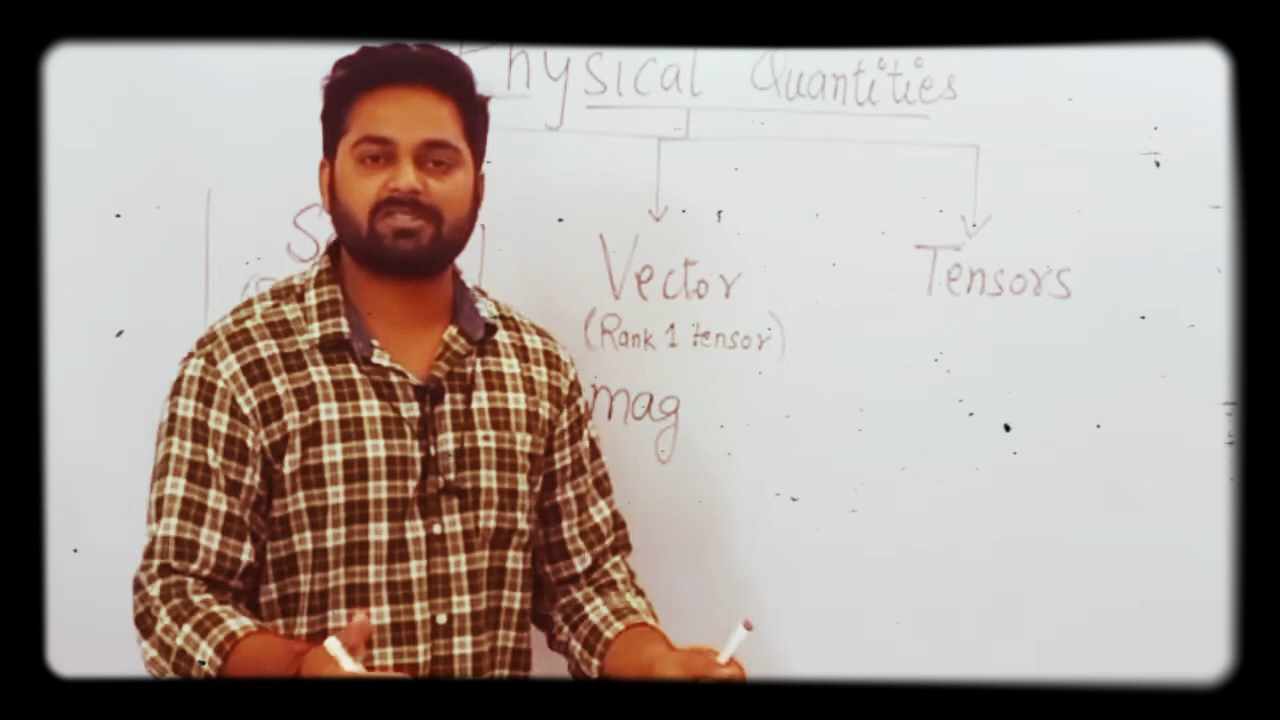 Physical Quantities
Vector
Tensors
(Rank 1 tensor)
mag